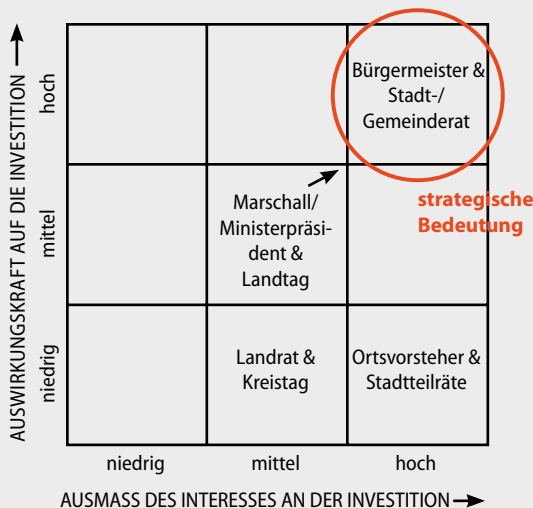 AUSWIRKUNGSKRAFT AUF DIE INVESTITION
hoch
mittel
niedrig
Bürgermeister &
Stadt-/
Gemeinderat
strategische
Bedeutung
Marschall/
Ministerpräsi-
dent &
Landtag
Landrat &
Kreistag
Ortsvorsteher &
Stadtteilräte
niedrig
mittel
hoch
AUSMASS DES INTERESSES AN DER INVESTITION